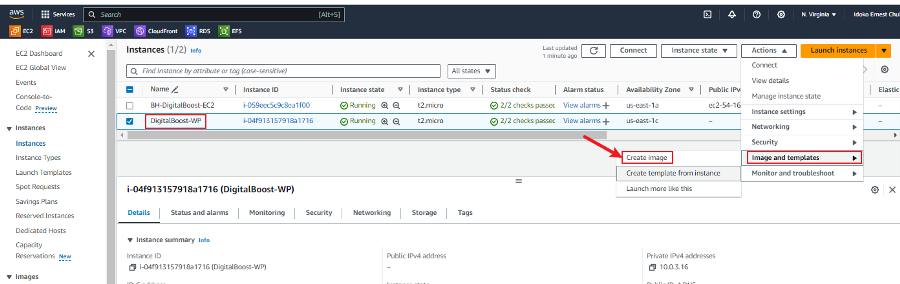 aws Services Search [Alt+S] N. Virginia Idoko Ernest Chu
EC2 IAM S3 VPC CloudFront RDS EFS
EC2 Dashboard
EC2 Global View
Events
Console-to-
Code Preview
Instances
Instances
Instance Types
Launch Templates
Spot Requests
Savings Plans
Reserved Instances
Dedicated Hosts
Capacity
Reservations New
Images
Instances (1/2) Info
Last updated
1 minute ago
Connect Instance state Actions Launch instances
Find Instance by attribute or tag (case-sensitive) All states
Name Instance ID Instance state Instance type Status check Alarm status Availability Zone Public IPv Elastic
BH-DigitalBoost-EC2 Running t2.micro 2/2 checks passed View alarms us-east-1a ec2-54-16 –
DigitalBoost-WP i-04f913157918a1716 Running t2.micro 2/2 checks passed View alarms us-east-1c – –
Connect
View details
Manage instance state
Instance settings
Networking
Security
Image and templates
Monitor and troubleshoot
Create image
Create template from instance
Launch more like this
i-04f913157918a1716 (DigitalBoost-WP)
Details Status and alarms Monitoring Security Networking Storage Tags
Instance summary Info
Instance ID Public IPv4 address Private IPv4 addresses
i-04f913157918a1716 (DigitalBoost-WP) – 10.0.3.16